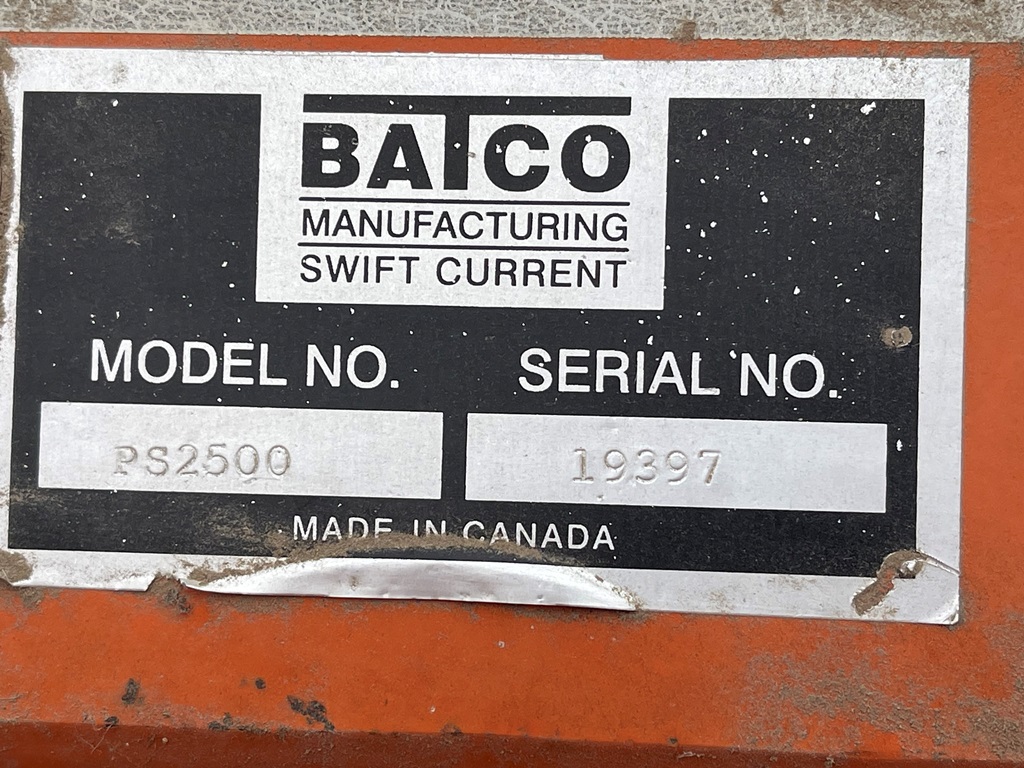 BATCO
MANUFACTURING
SWIFT CURRENT
MODEL NO. SERIAL NO.
PS2500 19397
MADE IN CANADA